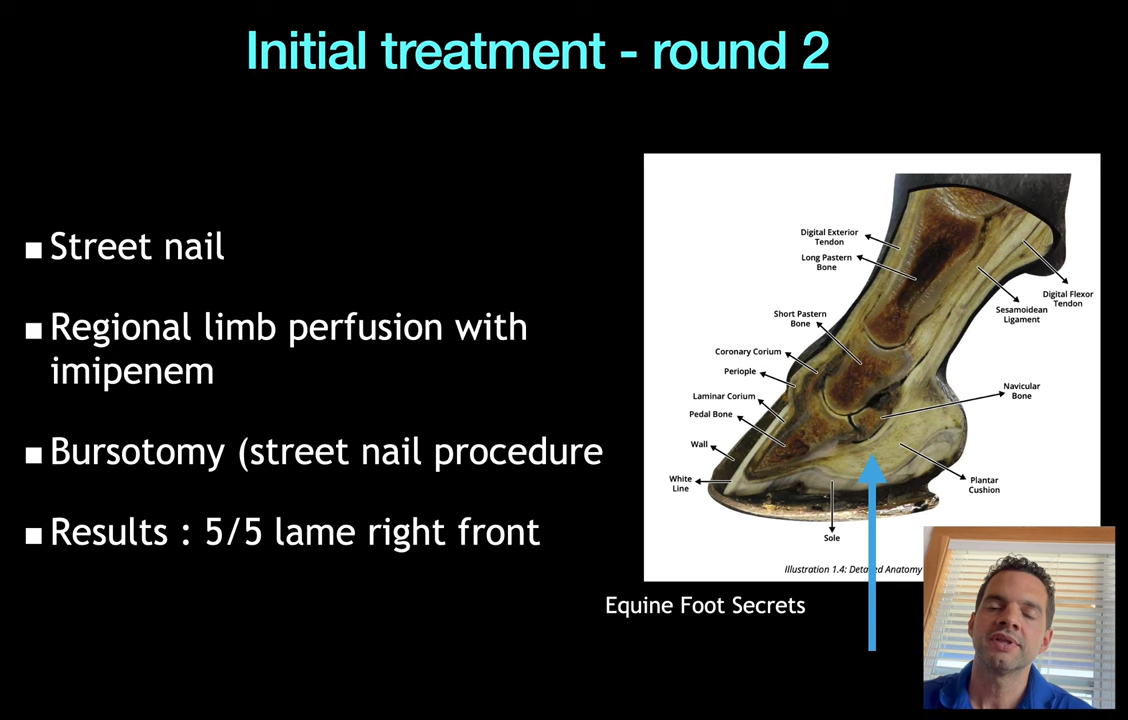 Initial treatment - round 2
■ Street nail
■ Regional limb perfusion with
imipenem
■ Bursotomy (street nail procedure
■ Results : 5/5 lame right front
Digital Exterior
Tendon
Long Pastern
Bone
Digital Flexor
Tendon
Sesamoidean
Ligament
Short Pastern
Bone
Coronary Corium
Periople
Navicular
Bone
Laminar Corium
Pedal Bone
Wall
White
Line
Plantar
Cushion
Sole
Illustration 1.4: Detailed Anatomy
Equine Foot Secrets